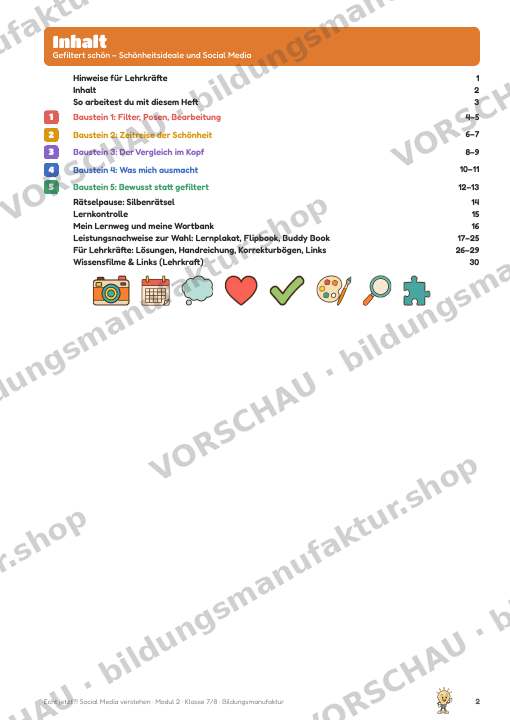 Inhalt
Gefiltert schön – Schönheitsideale und Social Media
Hinweise für Lehrkräfte 1
Inhalt 2
So arbeitest du mit diesem Heft 3
1 Baustein 1: Filter, Posen, Bearbeitung 4–5
2 Baustein 2: Zeitreise der Schönheit 6–7
3 Baustein 3: Der Vergleich im Kopf 8–9
4 Baustein 4: Was mich ausmacht 10–11
5 Baustein 5: Bewusst statt gefiltert 12–13
Rätselpause: Silbenrätsel 14
Lernkontrolle 15
Mein Lernweg und meine Wortbank 16
Leistungsnachweise zur Wahl: Lernplakat, Flipbook, Buddy Book 17–25
Für Lehrkräfte: Lösungen, Handreichung, Korrekturbögen, Links 26–29
Wissensfilme & Links (Lehrkraft) 30
VORSCHAU · bildungsmanufaktur.shop
Echt jetzt?! Social Media verstehen · Modul 2 · Klasse 7/8 · Bildungsmanufaktur 2